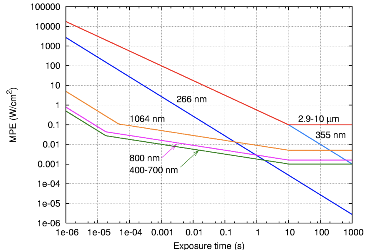 100000
10000
1000
100
10
1
0.1
0.01
0.001
1e-04
1e-05
1e-06
MPE (W/cm²)
266 nm
1064 nm
2.9-10 µm
355 nm
800 nm
400-700 nm
1e-06 1e-05 0.0001 0.001 0.01 0.1 1 10 100 1000
Exposure time (s)